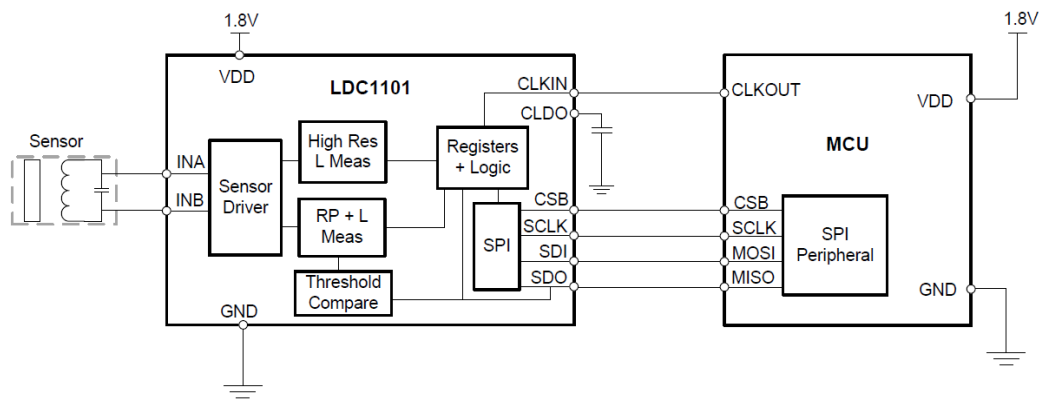 1.8V
1.8V
VDD
LDC1101
CLKIN
CLKOUT
CLDO
VDD
MCU
Sensor
INA
INB
Sensor
Driver
High Res
L Meas
Registers
+ Logic
RP + L
Meas
Threshold
Compare
SPI
CSB
SCLK
SDI
SDO
CSB
SCLK
MOSI
MISO
SPI
Peripheral
GND
GND